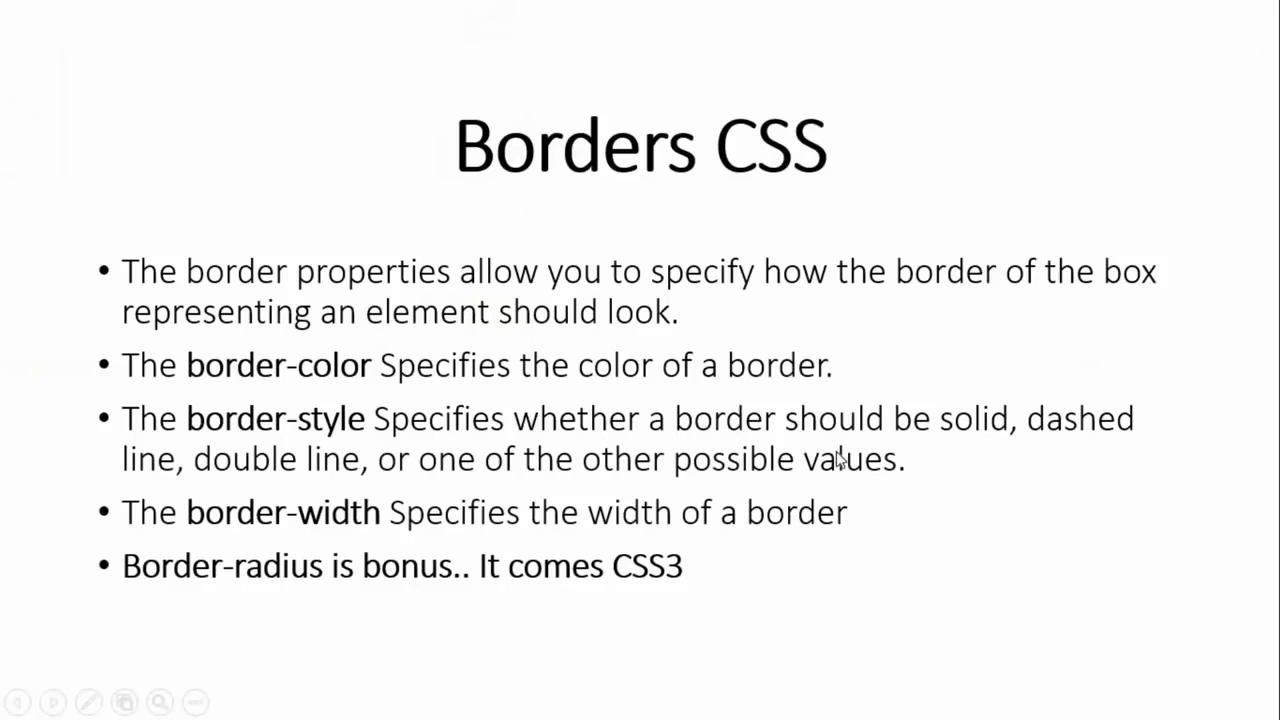 Borders CSS
• The border properties allow you to specify how the border of the box
representing an element should look.
• The border-color Specifies the color of a border.
• The border-style Specifies whether a border should be solid, dashed
line, double line, or one of the other possible values.
• The border-width Specifies the width of a border
• Border-radius is bonus.. It comes CSS3